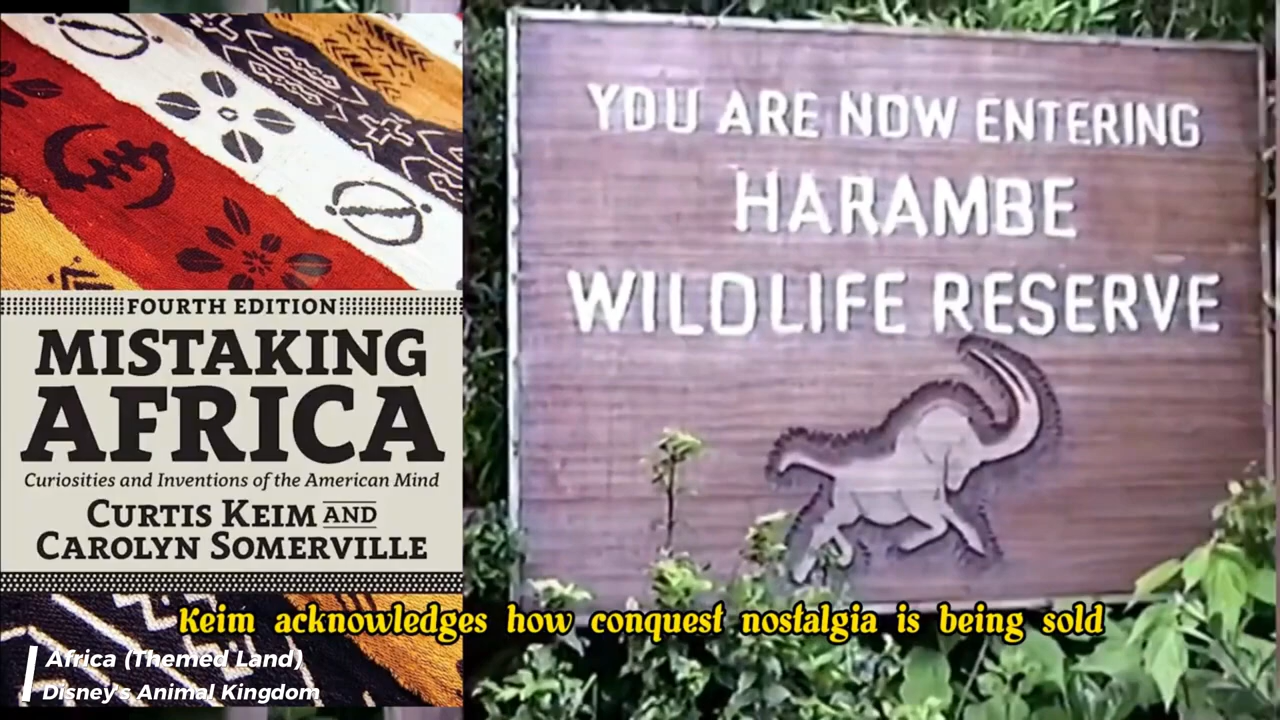 FOURTH EDITION
MISTAKING
AFRICA
Curiosities and Inventions of the American Mind
CURTIS KEIM AND
CAROLYN SOMERVILLE
YOU ARE NOW ENTERING
HARAMBE
WILDLIFE RESERVE
Keim acknowledges how conquest nostalgia is being sold
Africa (Themed Land)
Disney's Animal Kingdom